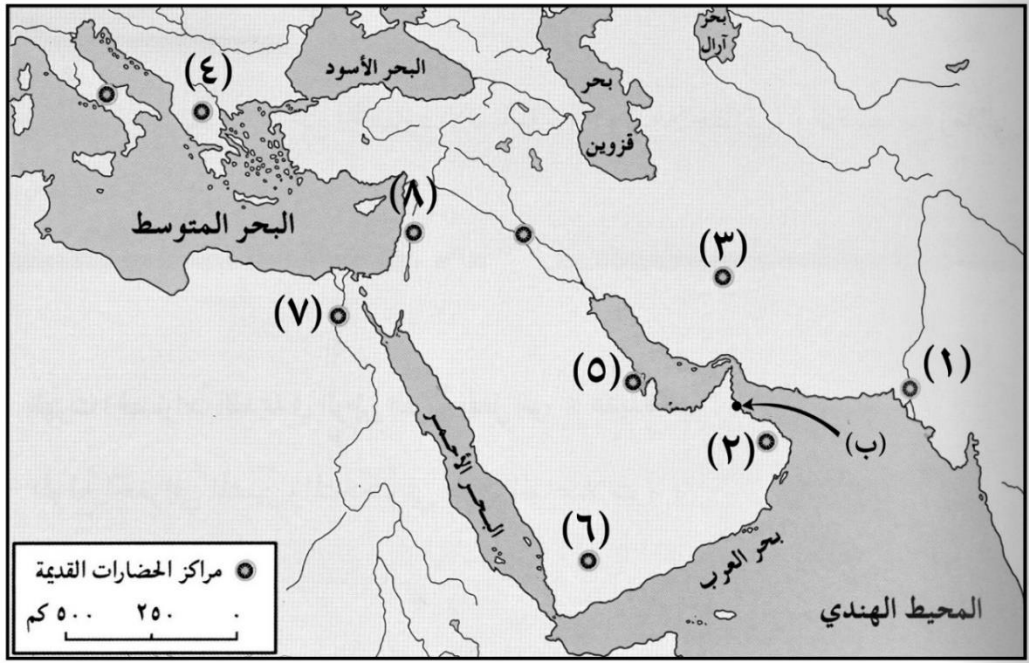 بحر
آرال
(٤)
البحر الأسود
بحر
قزوين
(٨)
البحر المتوسط
(٣)
(٧)
(٥)
(١)
(ب)
(٢)
البحر الأحمر
(٦)
بحر العرب
مراكز الحضارات القديمة
٥٠٠ كم ٢٥٠ ٠
المحيط الهندي